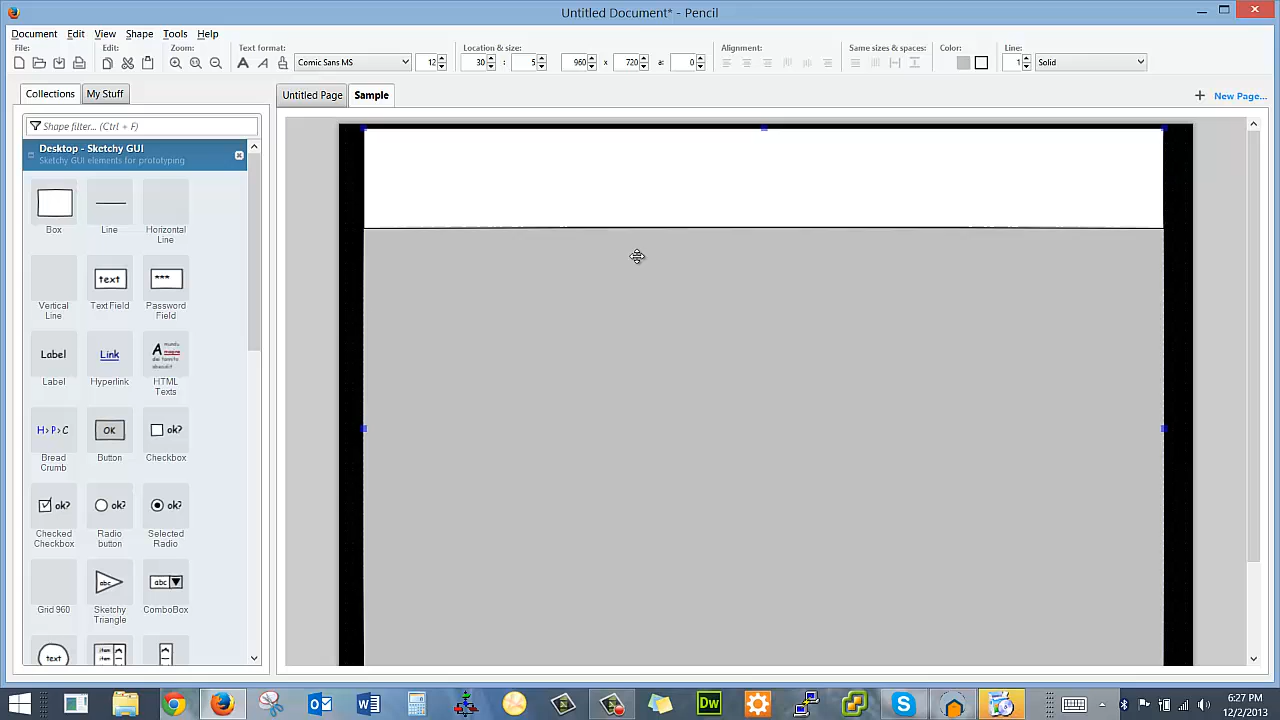 Untitled Document* - Pencil
Document Edit View Shape Tools Help
File: Edit: Zoom: Text format: Location & size: Alignment: Same sizes & spaces: Color: Line:
Comic Sans MS 12 30 : 5 960 x 720 a: 0 1 Solid
Collections My Stuff Untitled Page Sample New Page...
Shape filter... (Ctrl + F)
Desktop - Sketchy GUI
Sketchy GUI elements for prototyping
Box Line Horizontal
Line
text ***
Vertical
Line
Text Field Password
Field
Label Link
Label Hyperlink HTML
Texts
H>P>C OK ok?
Bread
Crumb
Button Checkbox
ok? ok? ok?
Checked
Checkbox
Radio
button
Selected
Radio
abc abc
Grid 960 Sketchy
Triangle
ComboBox
text item
item
Dw
6:27 PM
12/2/2013